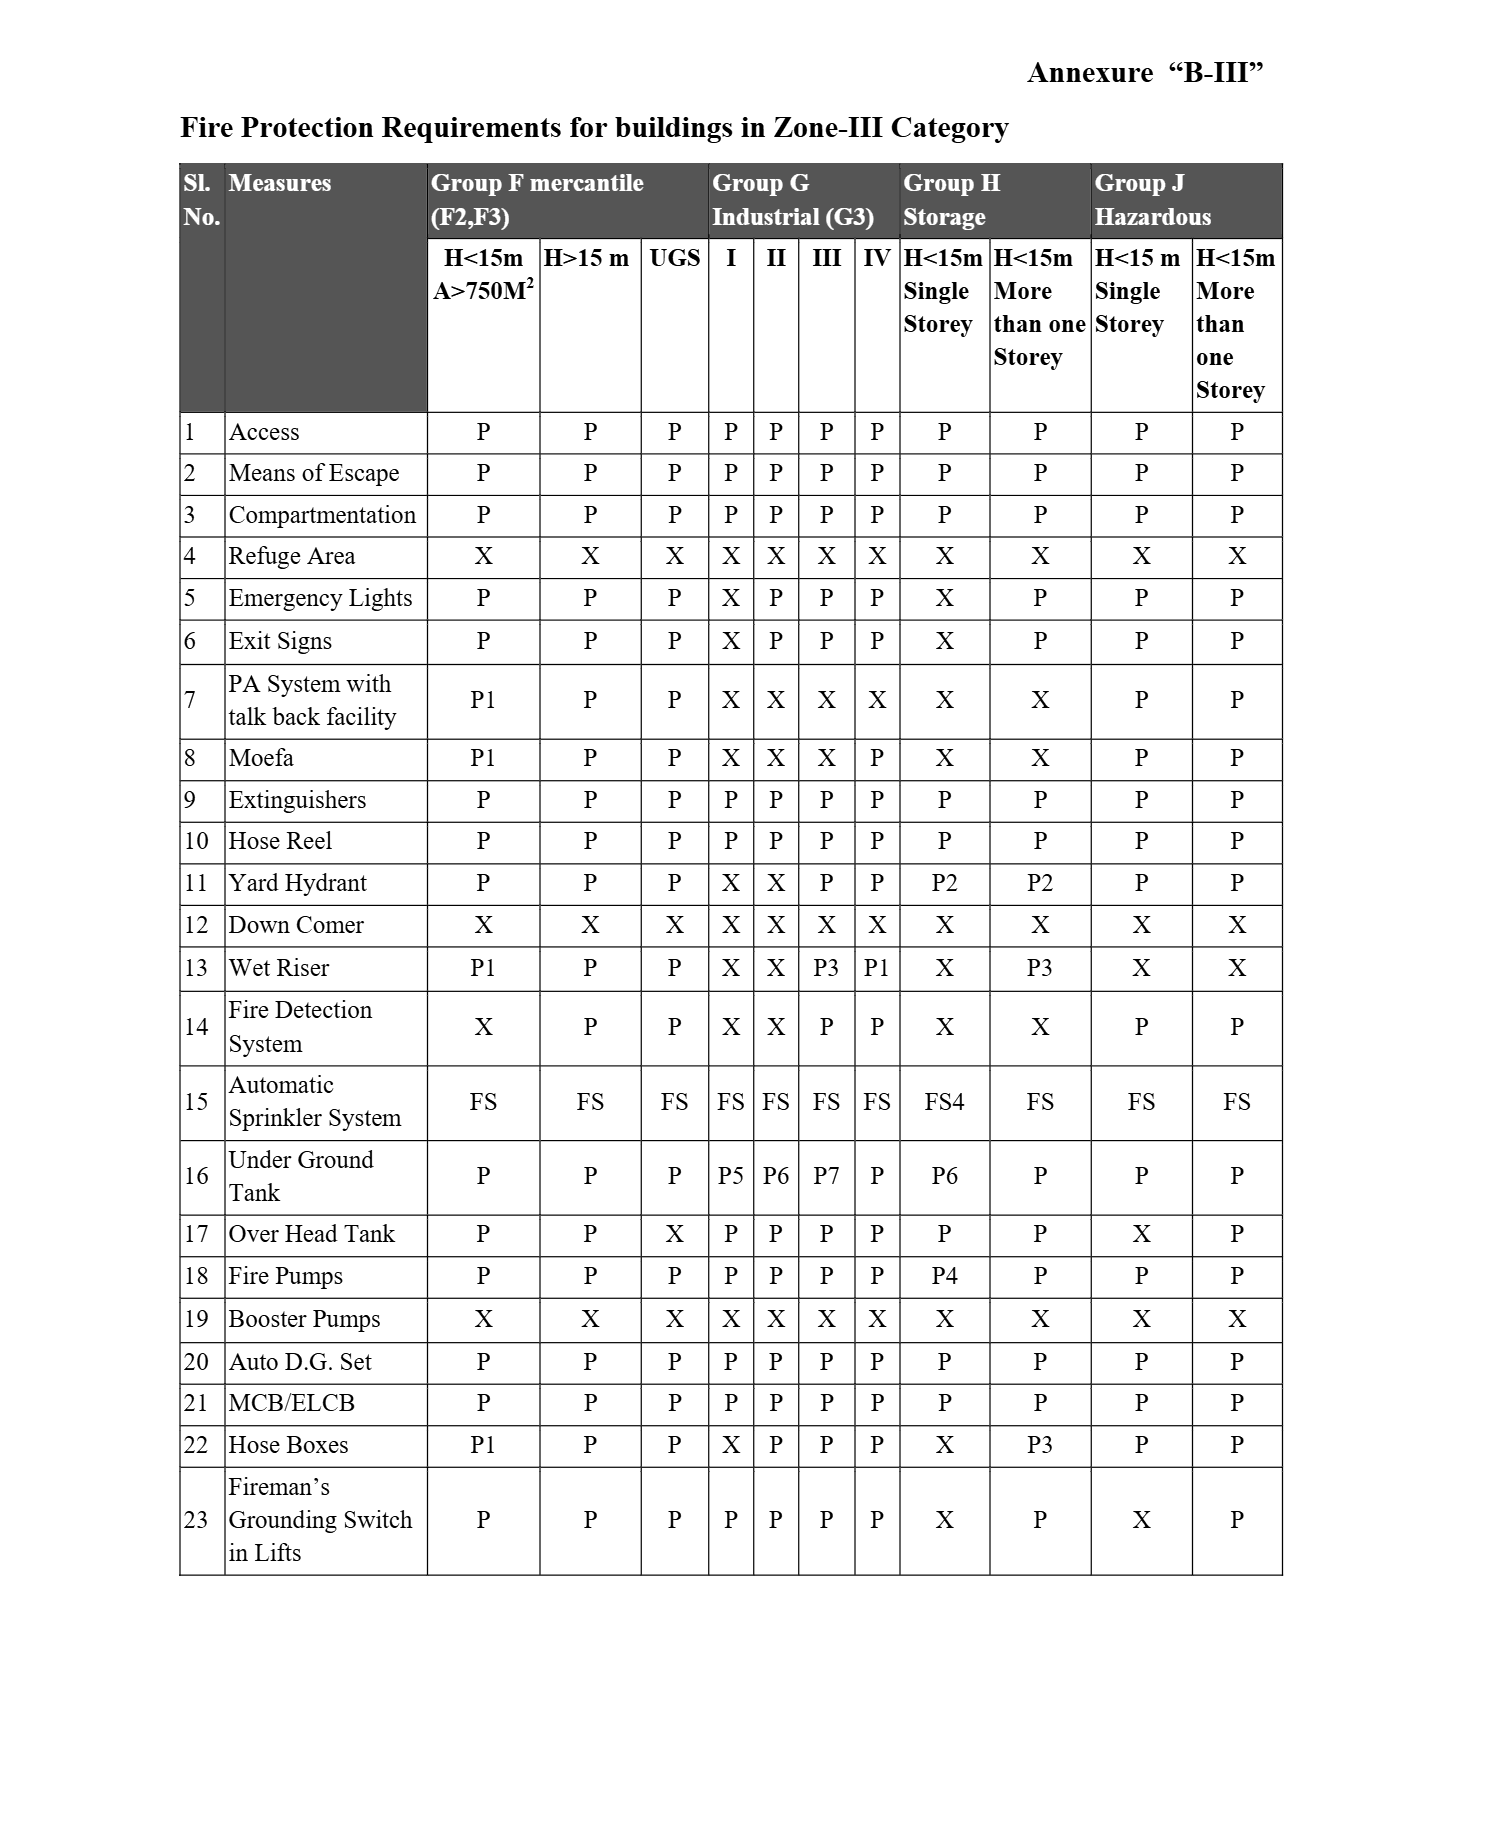 Annexure “B-III”
Fire Protection Requirements for buildings in Zone-III Category
Sl. No. Measures Group F mercantile (F2,F3) Group G Industrial (G3) Group H Storage Group J Hazardous
H<15m A>750M² H>15 m UGS I II III IV H<15m Single Storey H<15m More than one Storey H<15 m Single Storey H<15m More than one Storey
1 Access P P P P P P P P P P P
2 Means of Escape P P P P P P P P P P P
3 Compartmentation P P P P P P P P P P P
4 Refuge Area X X X X X X X X X X X
5 Emergency Lights P P P X P P P X P P P
6 Exit Signs P P P X P P P X P P P
7 PA System with talk back facility P1 P P X X X X X X P P
8 Moefa P1 P P X X X P X X P P
9 Extinguishers P P P P P P P P P P P
10 Hose Reel P P P P P P P P P P P
11 Yard Hydrant P P P X X P P P2 P2 P P
12 Down Comer X X X X X X X X X X X
13 Wet Riser P1 P P X X P3 P1 X P3 X X
14 Fire Detection System X P P X X P P X X P P
15 Automatic Sprinkler System FS FS FS FS FS FS FS FS4 FS FS FS
16 Under Ground Tank P P P P5 P6 P7 P P6 P P P
17 Over Head Tank P P X P P P P P P X P
18 Fire Pumps P P P P P P P P4 P P P
19 Booster Pumps X X X X X X X X X X X
20 Auto D.G. Set P P P P P P P P P P P
21 MCB/ELCB P P P P P P P P P P P
22 Hose Boxes P1 P P X P P P X P3 P P
23 Fireman’s Grounding Switch in Lifts P P P P P P P X P X P